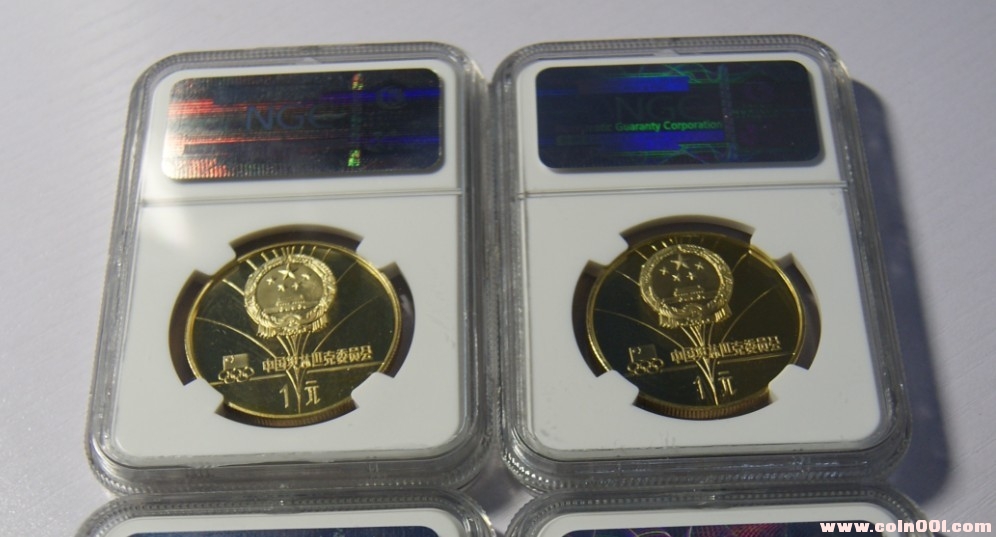 NGC
NGC
Guaranty Corporation
中国奥林匹克委员会
1元
中国奥林匹克委员会
1元
www.coin001.com